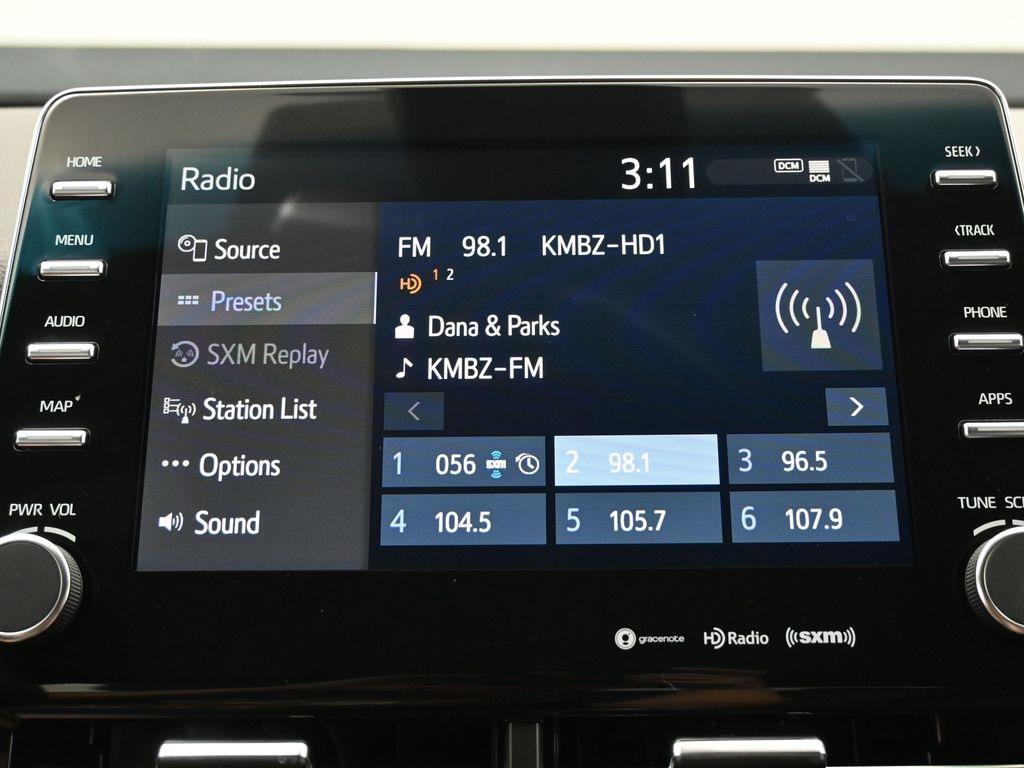 HOME
MENU
AUDIO
MAP
PWR VOL
Radio
3:11
DCM
DCM
Source
Presets
SXM Replay
Station List
Options
Sound
FM 98.1 KMBZ-HD1
HD 1 2
Dana & Parks
KMBZ-FM
< >
1 056 sxm
2 98.1
3 96.5
4 104.5
5 105.7
6 107.9
SEEK ›
‹TRACK
PHONE
APPS
TUNE SC
gracenote HD Radio ((sxm))